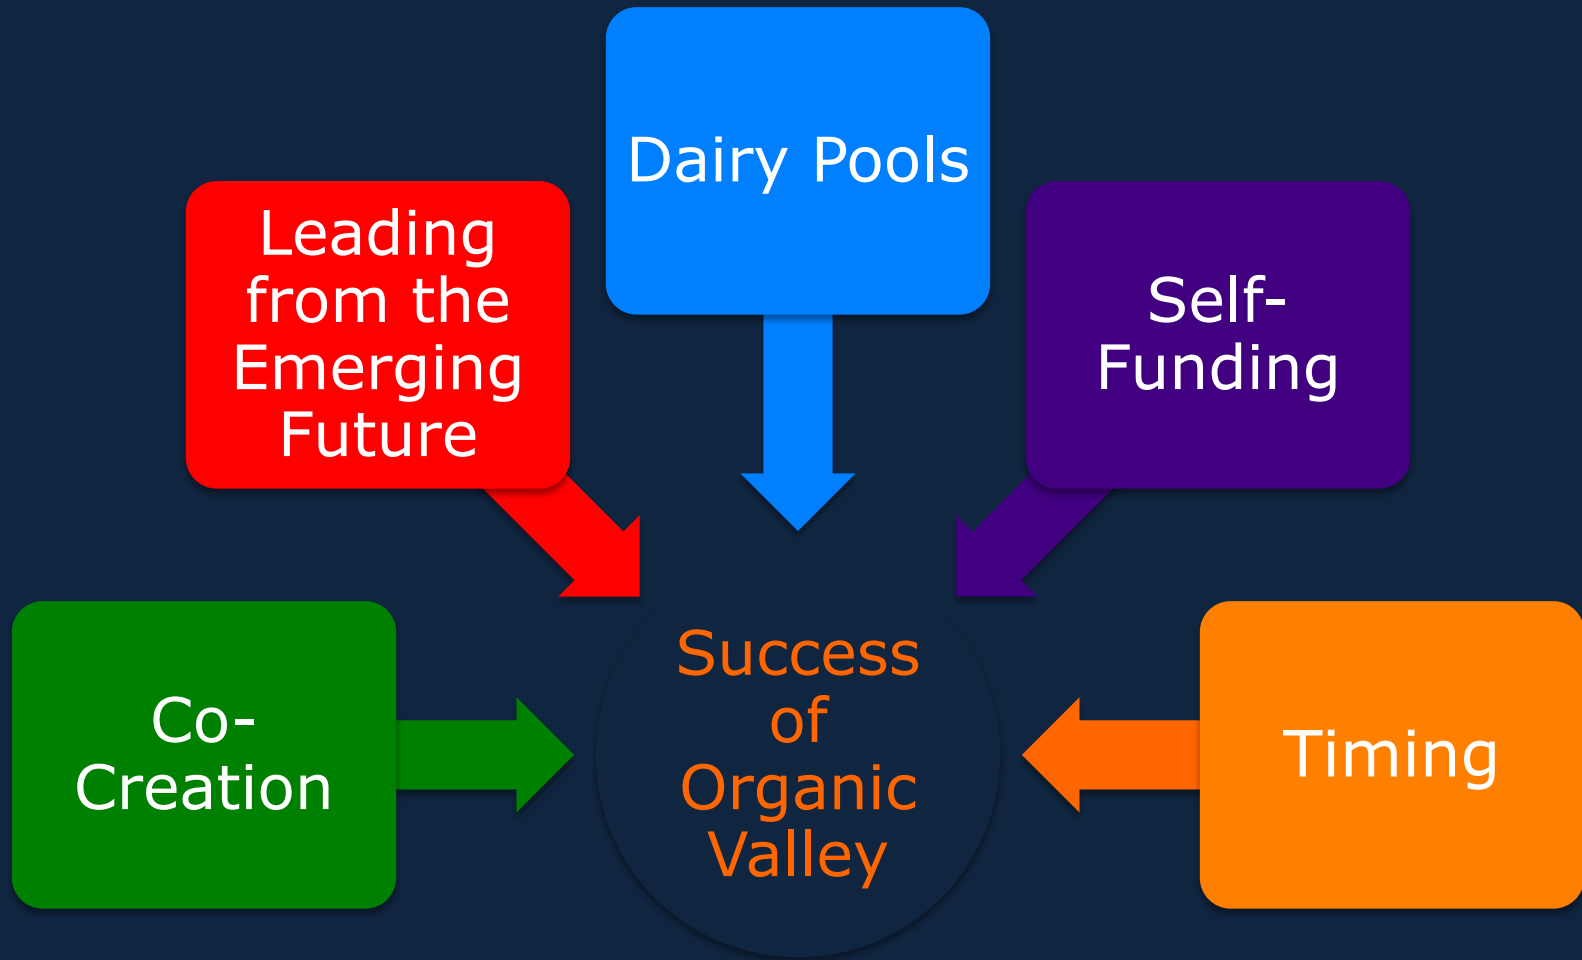 Dairy Pools
Leading
from the
Emerging
Future
Self-
Funding
Co-
Creation
Success
of
Organic
Valley
Timing